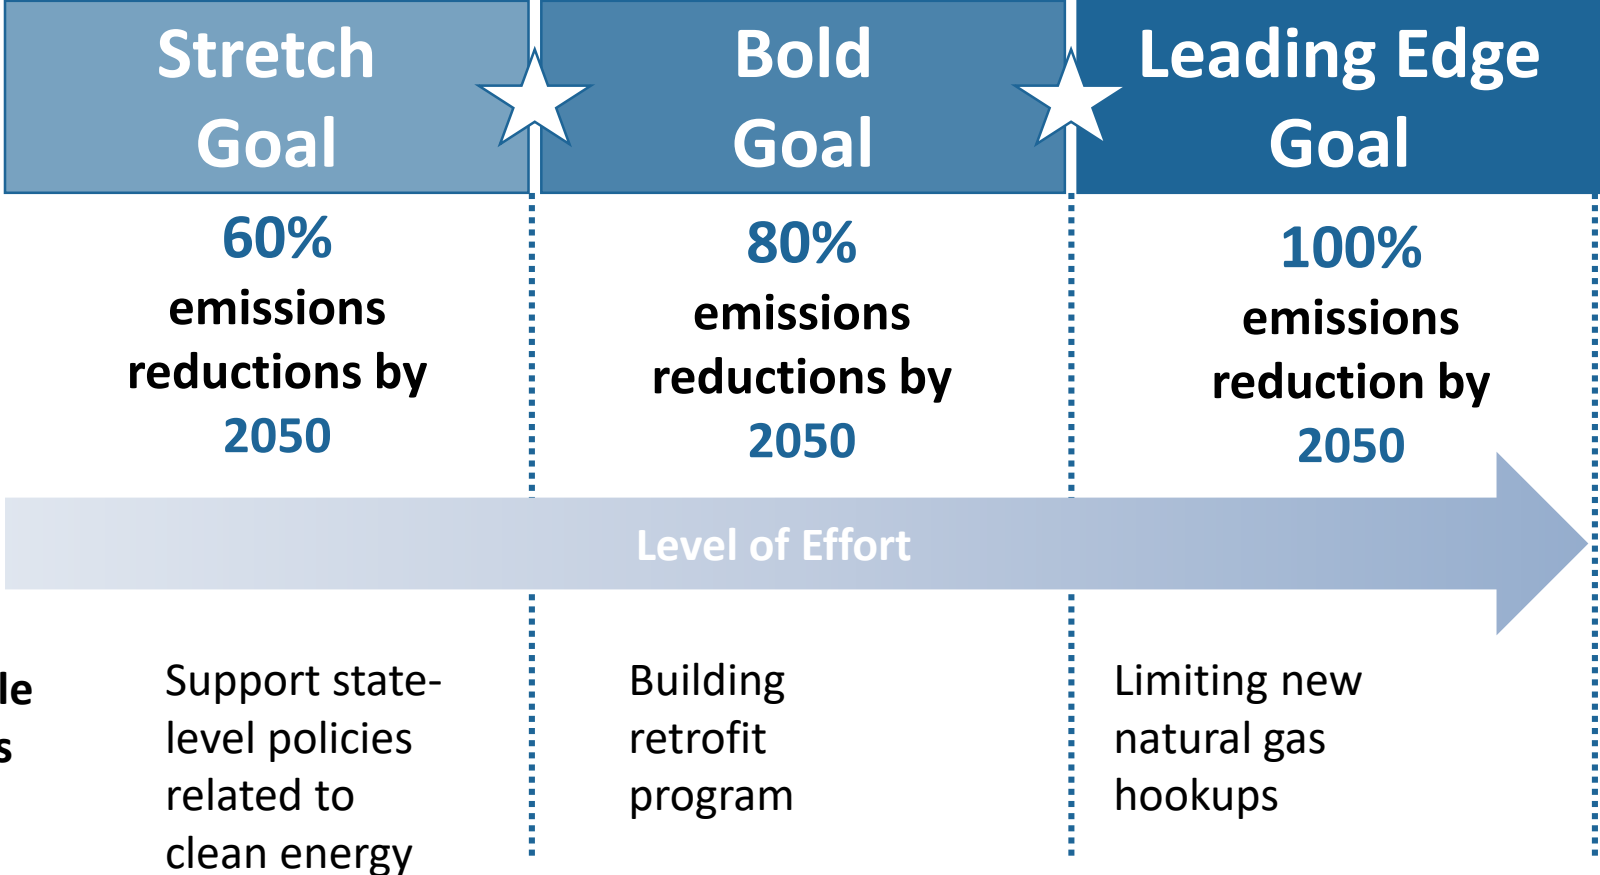 Stretch
Goal
Bold
Goal
Leading Edge
Goal
60%
emissions
reductions by
2050
80%
emissions
reductions by
2050
100%
emissions
reduction by
2050
Level of Effort
le
s
Support state-
level policies
related to
clean energy
Building
retrofit
program
Limiting new
natural gas
hookups